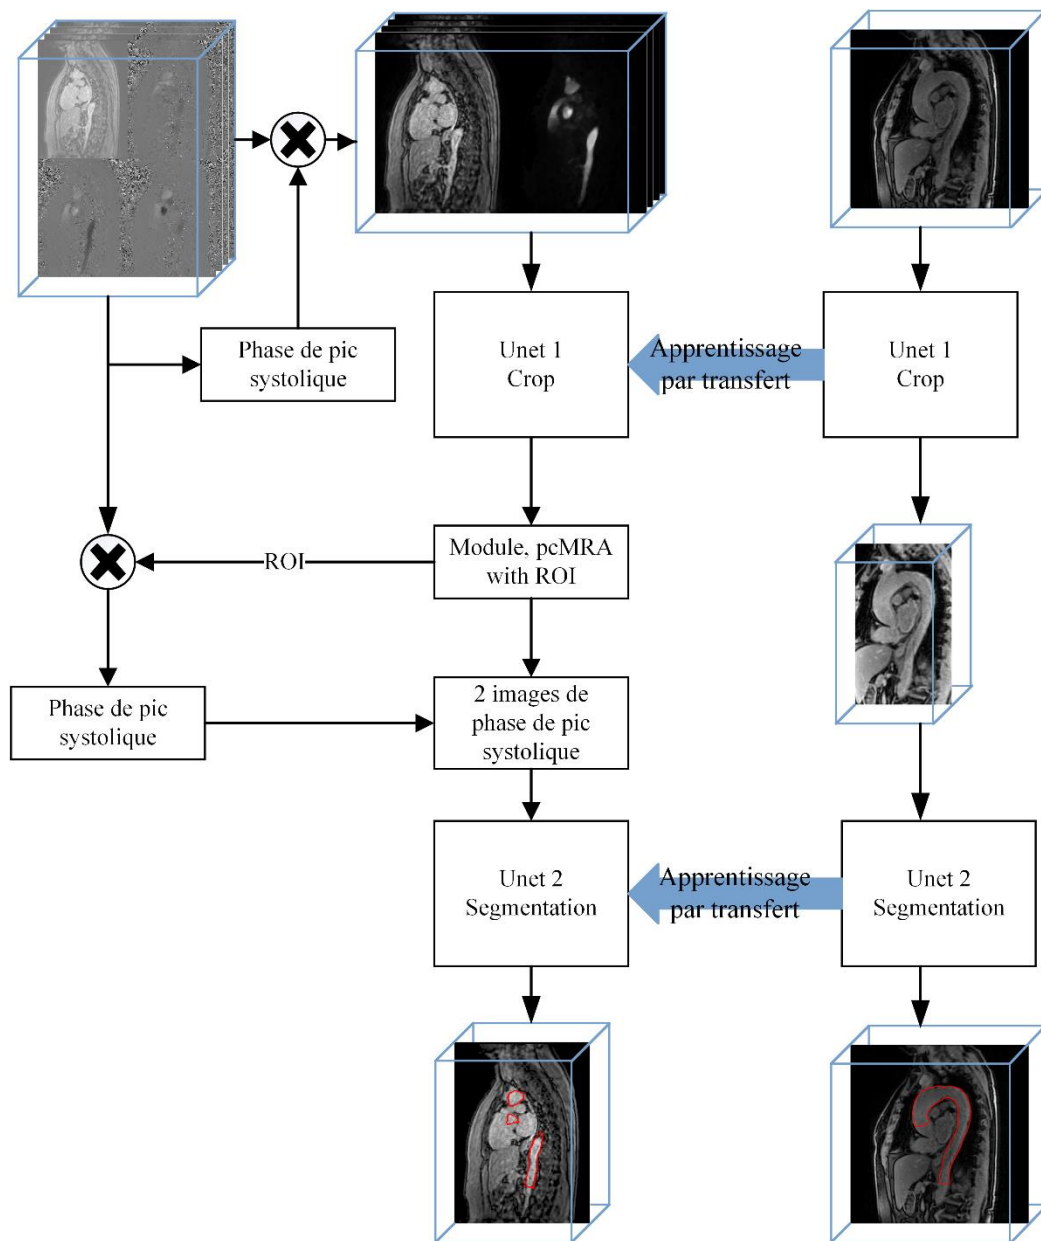 Phase de pic
systolique
Unet 1
Crop
Apprentissage
par transfert
Unet 1
Crop
ROI
Module, pcMRA
with ROI
Phase de pic
systolique
2 images de
phase de pic
systolique
Unet 2
Segmentation
Apprentissage
par transfert
Unet 2
Segmentation